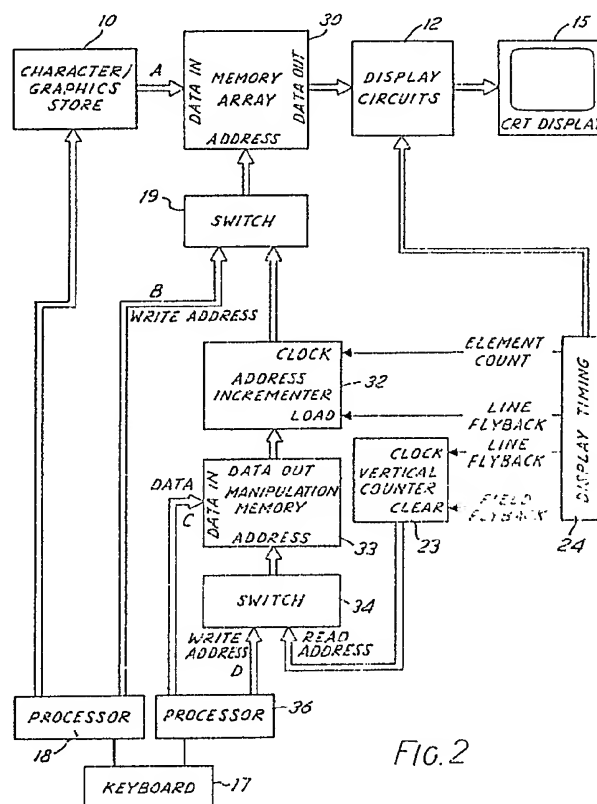 10
30
12
15
CHARACTER/
GRAPHICS
STORE
A
DATA IN
MEMORY
ARRAY
DATA OUT
ADDRESS
DISPLAY
CIRCUITS
CRT DISPLAY
19
SWITCH
B
WRITE ADDRESS
CLOCK
ADDRESS
INCREMENTER
LOAD
32
ELEMENT
COUNT
LINE
FLYBACK
LINE
FLYBACK
FIELD
FLYBACK
DISPLAY TIMING
24
DATA
C
DATA IN
DATA OUT
MANIPULATION
MEMORY
ADDRESS
33
CLOCK
VERTICAL
COUNTER
CLEAR
23
SWITCH
34
WRITE
ADDRESS
D
READ
ADDRESS
PROCESSOR
18
PROCESSOR
36
KEYBOARD
17
FIG.2